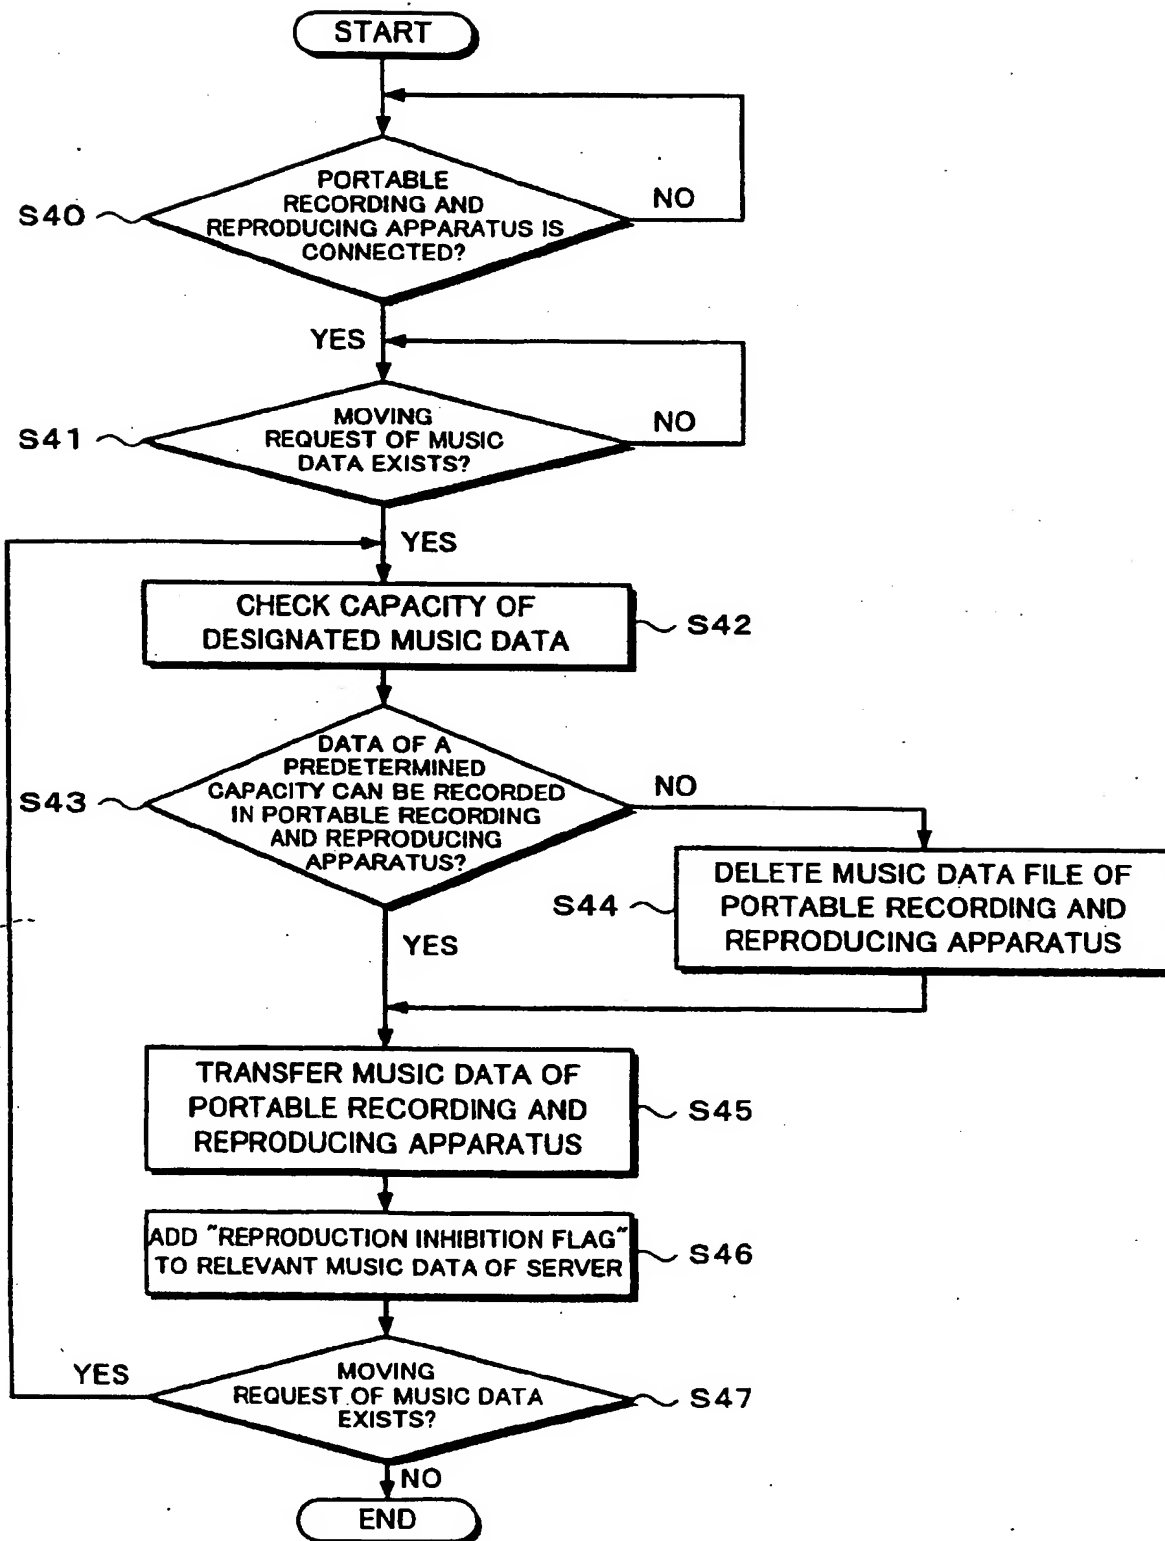 START
PORTABLE
RECORDING AND
REPRODUCING APPARATUS IS
CONNECTED?
NO
S40
YES
MOVING
REQUEST OF MUSIC
DATA EXISTS?
NO
S41
YES
CHECK CAPACITY OF
DESIGNATED MUSIC DATA
S42
DATA OF A
PREDETERMINED
CAPACITY CAN BE RECORDED
IN PORTABLE RECORDING
AND REPRODUCING
APPARATUS?
NO
S43
DELETE MUSIC DATA FILE OF
PORTABLE RECORDING AND
REPRODUCING APPARATUS
S44
YES
TRANSFER MUSIC DATA OF
PORTABLE RECORDING AND
REPRODUCING APPARATUS
S45
ADD "REPRODUCTION INHIBITION FLAG"
TO RELEVANT MUSIC DATA OF SERVER
S46
YES
MOVING
REQUEST OF MUSIC DATA
EXISTS?
S47
NO
END